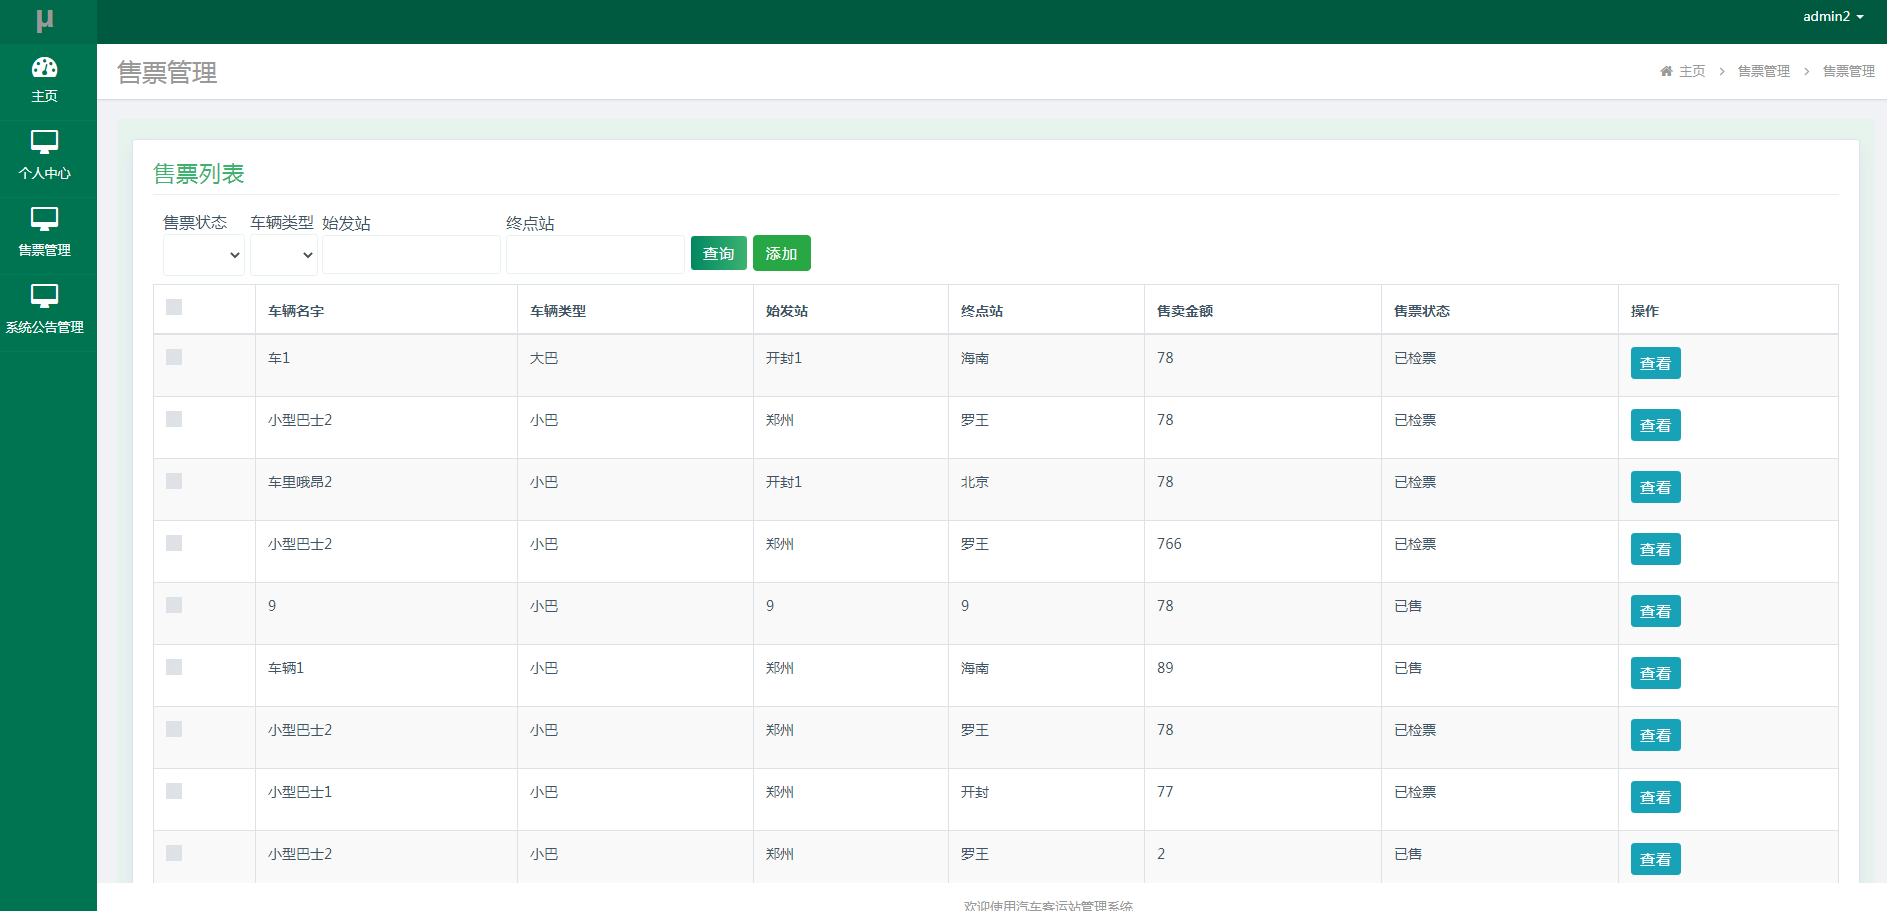 µ
admin2
主页
个人中心
售票管理
系统公告管理
售票管理
主页 > 售票管理 > 售票管理
售票列表
售票状态 车辆类型 始发站 终点站
查询 添加
车辆名字 车辆类型 始发站 终点站 售卖金额 售票状态 操作
车1 大巴 开封1 海南 78 已检票 查看
小型巴士2 小巴 郑州 罗王 78 已检票 查看
车里哦昂2 小巴 开封1 北京 78 已检票 查看
小型巴士2 小巴 郑州 罗王 766 已检票 查看
9 小巴 9 9 78 已售 查看
车辆1 小巴 郑州 海南 89 已售 查看
小型巴士2 小巴 郑州 罗王 78 已检票 查看
小型巴士1 小巴 郑州 开封 77 已检票 查看
小型巴士2 小巴 郑州 罗王 2 已售 查看
欢迎使用汽车客运站管理系统